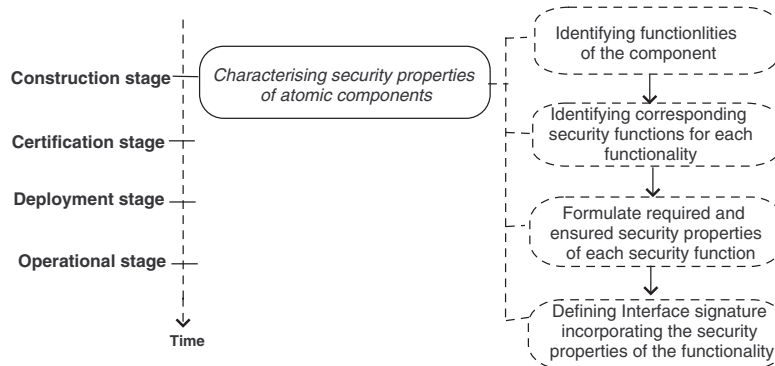 Construction stage
Certification stage
Deployment stage
Operational stage
Time
Characterising security properties
of atomic components
Identifying functionlities
of the component
Identifying corresponding
security functions for each
functionality
Formulate required and
ensured security properties
of each security function
Defining Interface signature
incorporating the security
properties of the functionality